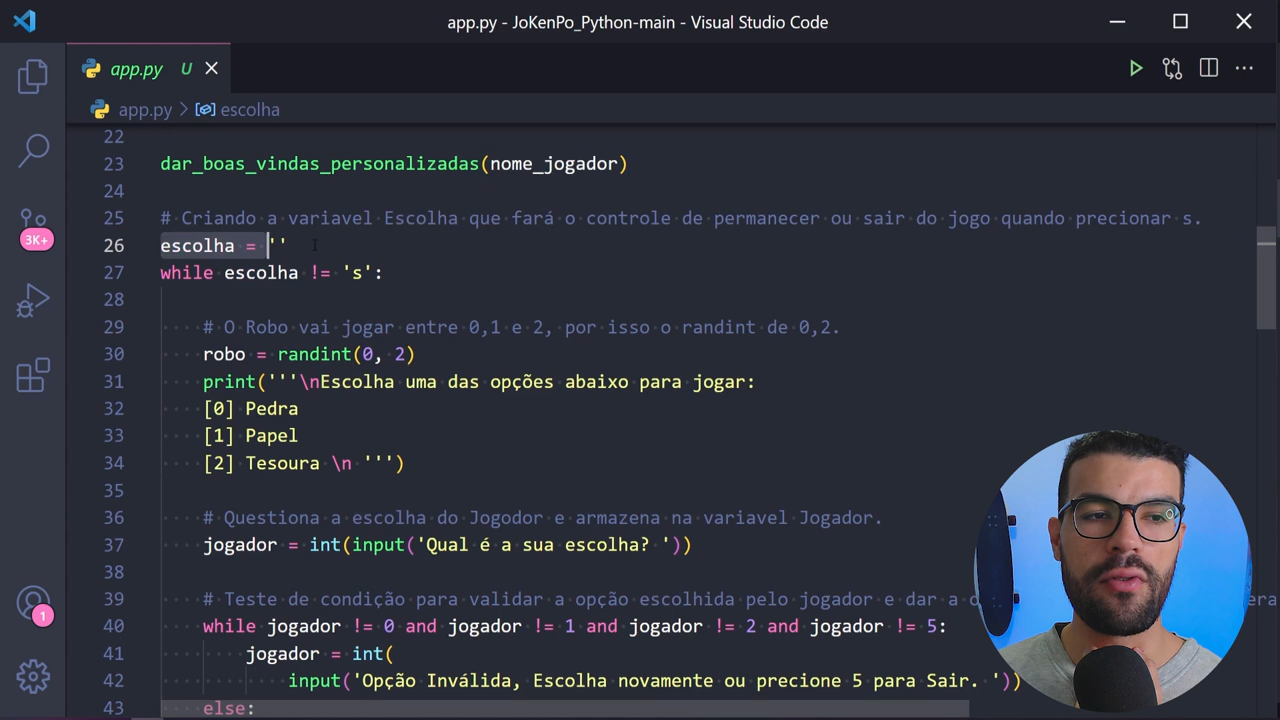 app.py - JoKenPo_Python-main - Visual Studio Code
app.py U
app.py > escolha
22
23 dar_boas_vindas_personalizadas(nome_jogador)
24
25 # Criando a variavel Escolha que fará o controle de permanecer ou sair do jogo quando precionar s.
26 escolha = ''
27 while escolha != 's':
28
29 # O Robo vai jogar entre 0,1 e 2, por isso o randint de 0,2.
30 robo = randint(0, 2)
31 print('''\nEscolha uma das opções abaixo para jogar:
32 [0] Pedra
33 [1] Papel
34 [2] Tesoura \n ''')
35
36 # Questiona a escolha do Jogodor e armazena na variavel Jogador.
37 jogador = int(input('Qual é a sua escolha? '))
38
39 # Teste de condição para validar a opção escolhida pelo jogador e dar a
40 while jogador != 0 and jogador != 1 and jogador != 2 and jogador != 5:
41 jogador = int(
42 input('Opção Inválida, Escolha novamente ou precione 5 para Sair. '))
43 else:
3K+
1